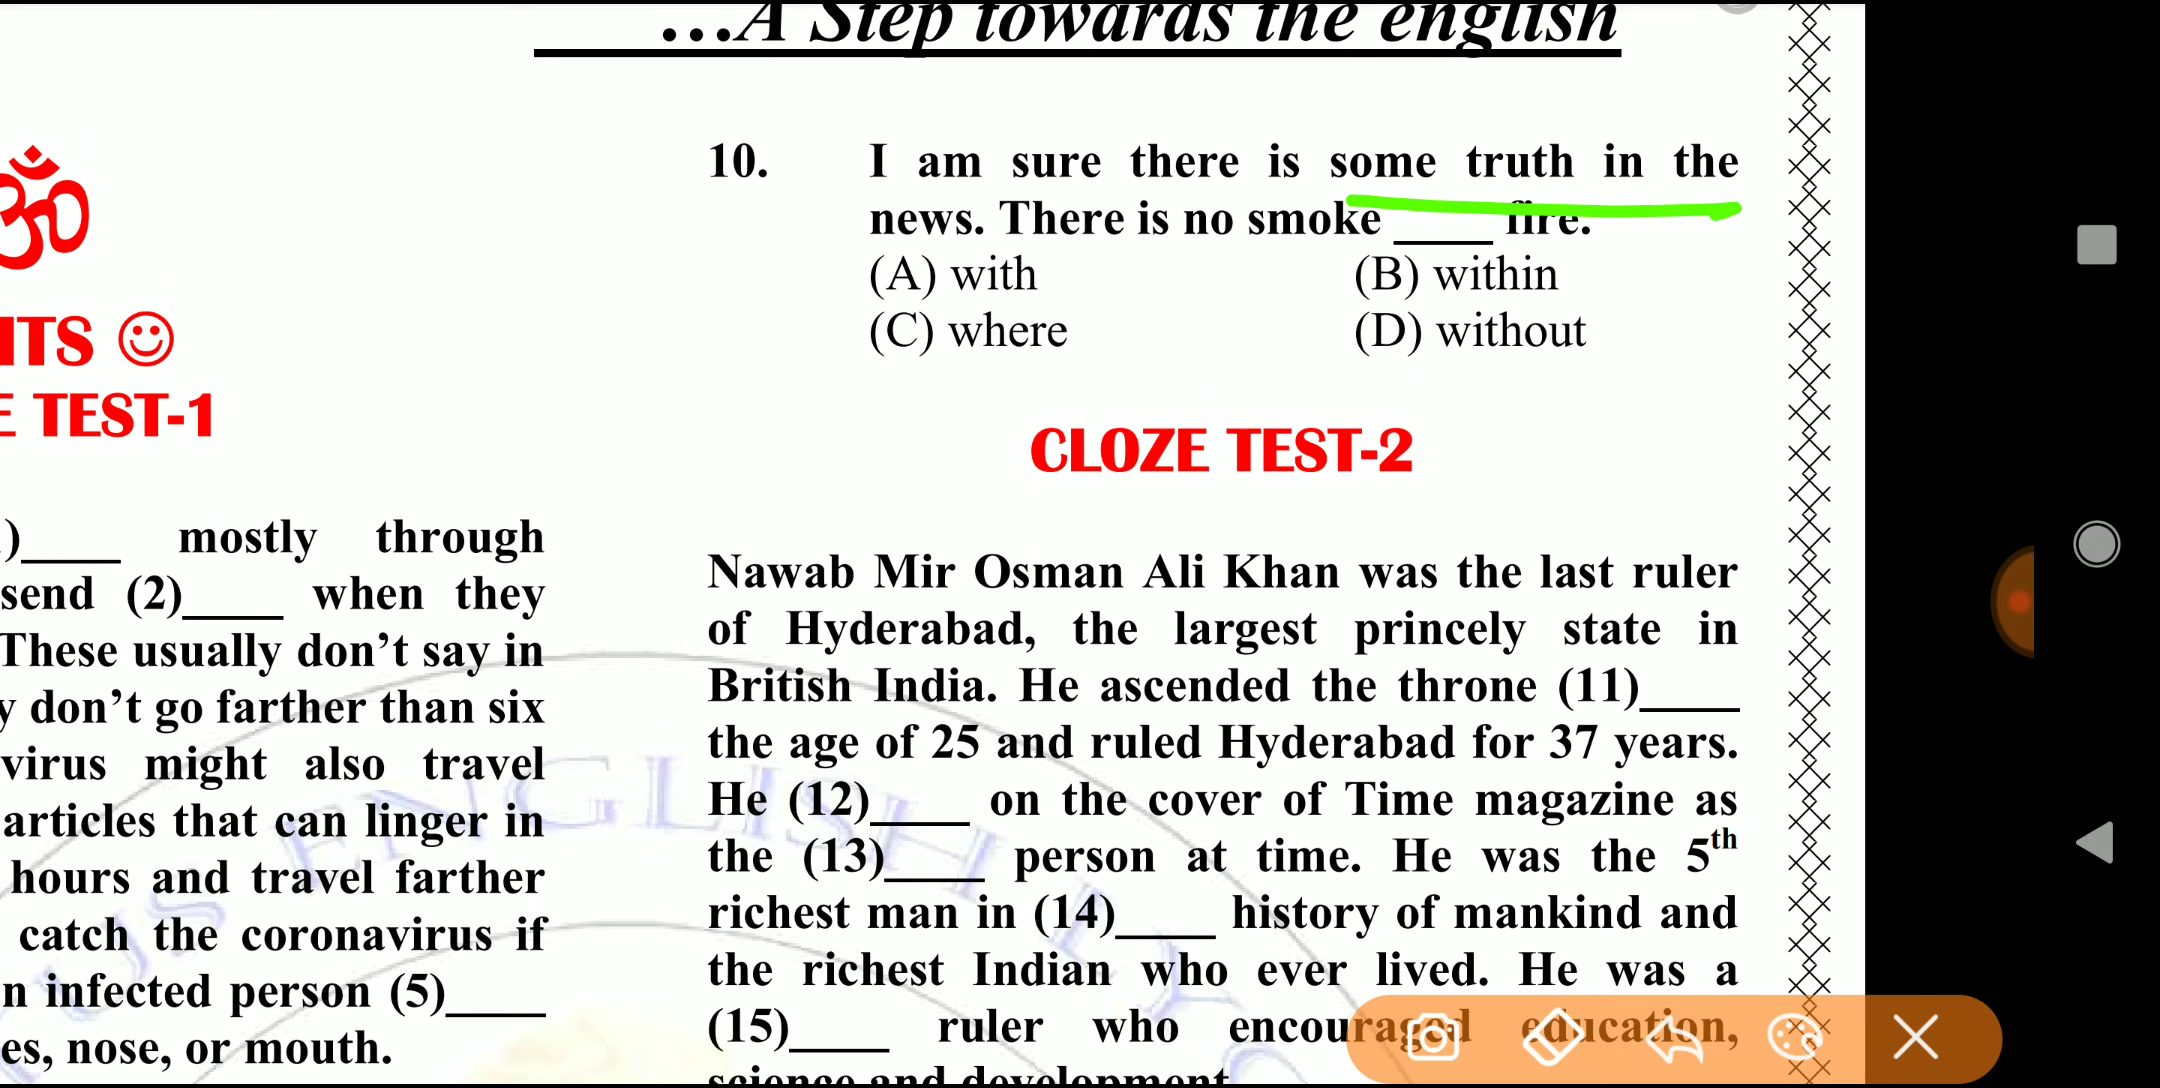 ...A Step towards the english
ॐ
ITS ☺
E TEST-1
)____ mostly through
send (2)____ when they
These usually don’t say in
y don’t go farther than six
virus might also travel
articles that can linger in
hours and travel farther
catch the coronavirus if
n infected person (5)____
es, nose, or mouth.
10. I am sure there is some truth in the
news. There is no smoke ____ fire.
(A) with (B) within
(C) where (D) without
CLOZE TEST-2
Nawab Mir Osman Ali Khan was the last ruler
of Hyderabad, the largest princely state in
British India. He ascended the throne (11)____
the age of 25 and ruled Hyderabad for 37 years.
He (12)____ on the cover of Time magazine as
the (13)____ person at time. He was the 5th
richest man in (14)____ history of mankind and
the richest Indian who ever lived. He was a
(15)____ ruler who encouraged education,
science and development
US ENGLISH BY